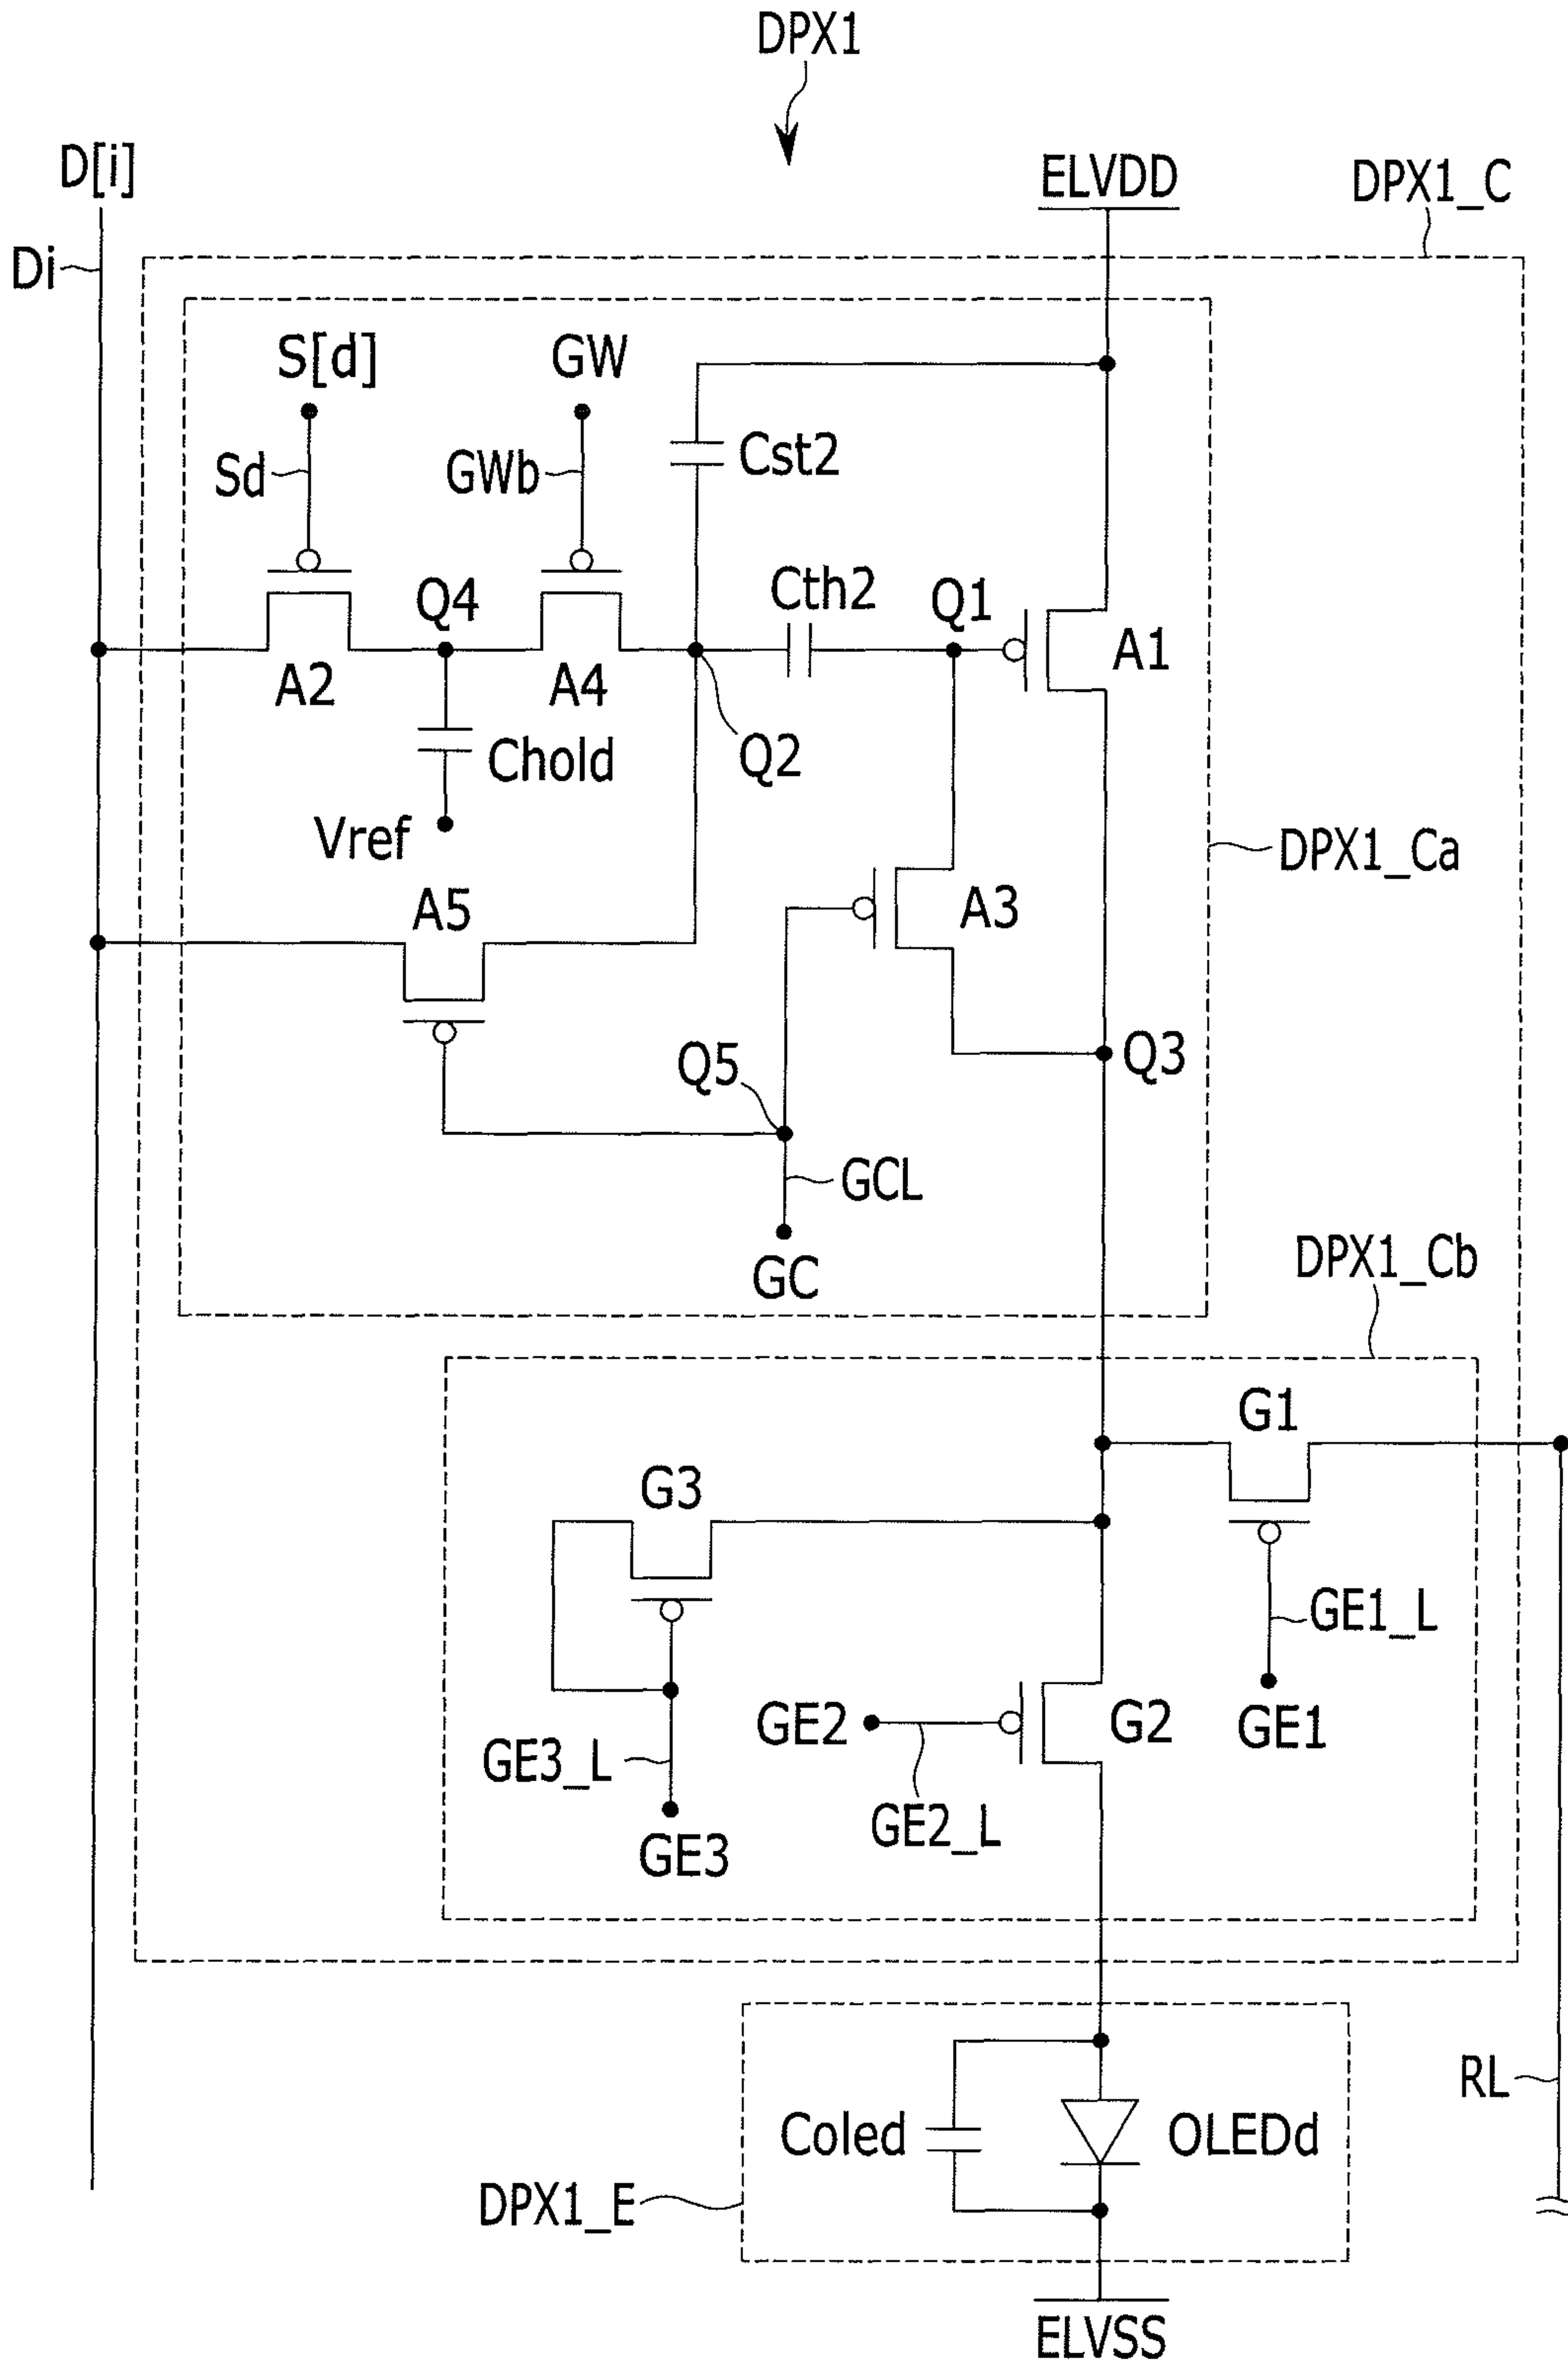 DPX1
D[i]
ELVDD
DPX1_C
Di
S[d]
GW
Sd
GWb
Cst2
Q4
Cth2
Q1
A2
A4
A1
Q2
Chold
Vref
DPX1_Ca
A5
A3
Q5
Q3
GCL
GC
DPX1_Cb
G1
G3
GE1_L
GE2
G2
GE1
GE3_L
GE2_L
GE3
RL
Coled
OLEDd
DPX1_E
ELVSS